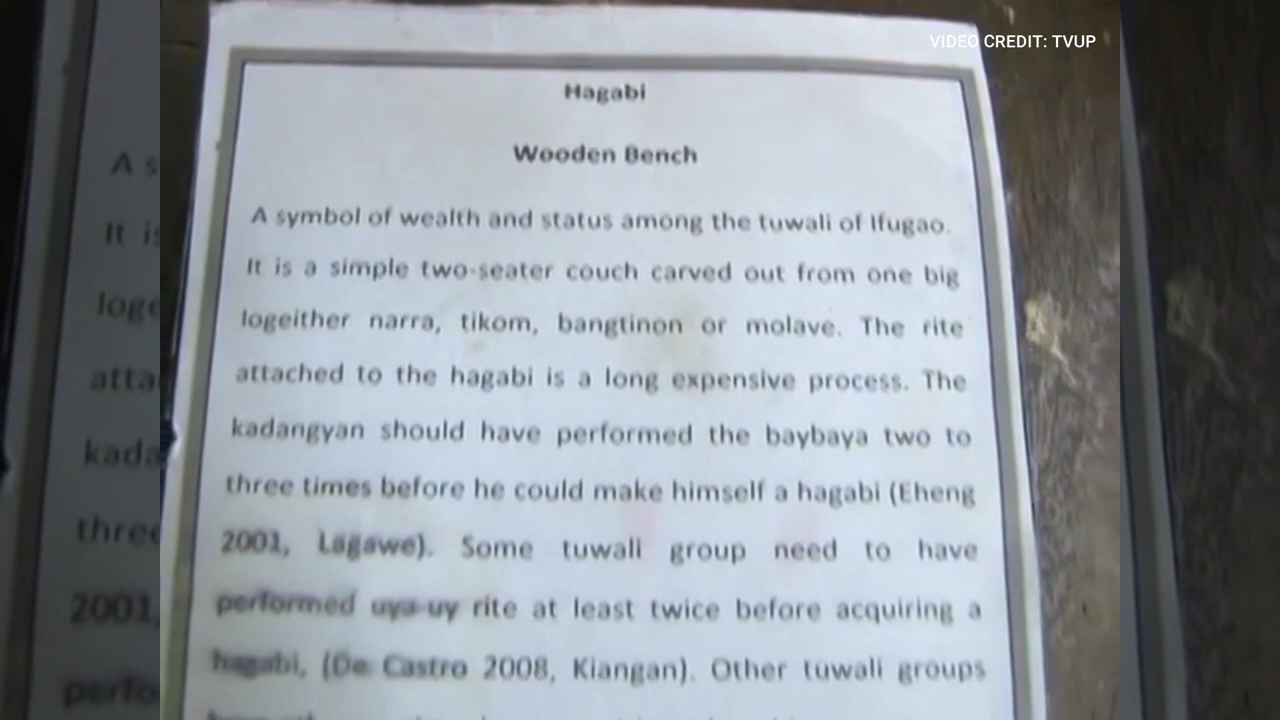 VIDEO CREDIT: TVUP
Hagabi
Wooden Bench
A symbol of wealth and status among the tuwali of Ifugao.
It is a simple two-seater couch carved out from one big
logeither narra, tikom, bangtinon or molave. The rite
attached to the hagabi is a long expensive process. The
kadangyan should have performed the baybaya two to
three times before he could make himself a hagabi (Eheng
2001, Lagawe). Some tuwali group need to have
performed uya-uy rite at least twice before acquiring a
hagabi, (De Castro 2008, Kiangan). Other tuwali groups